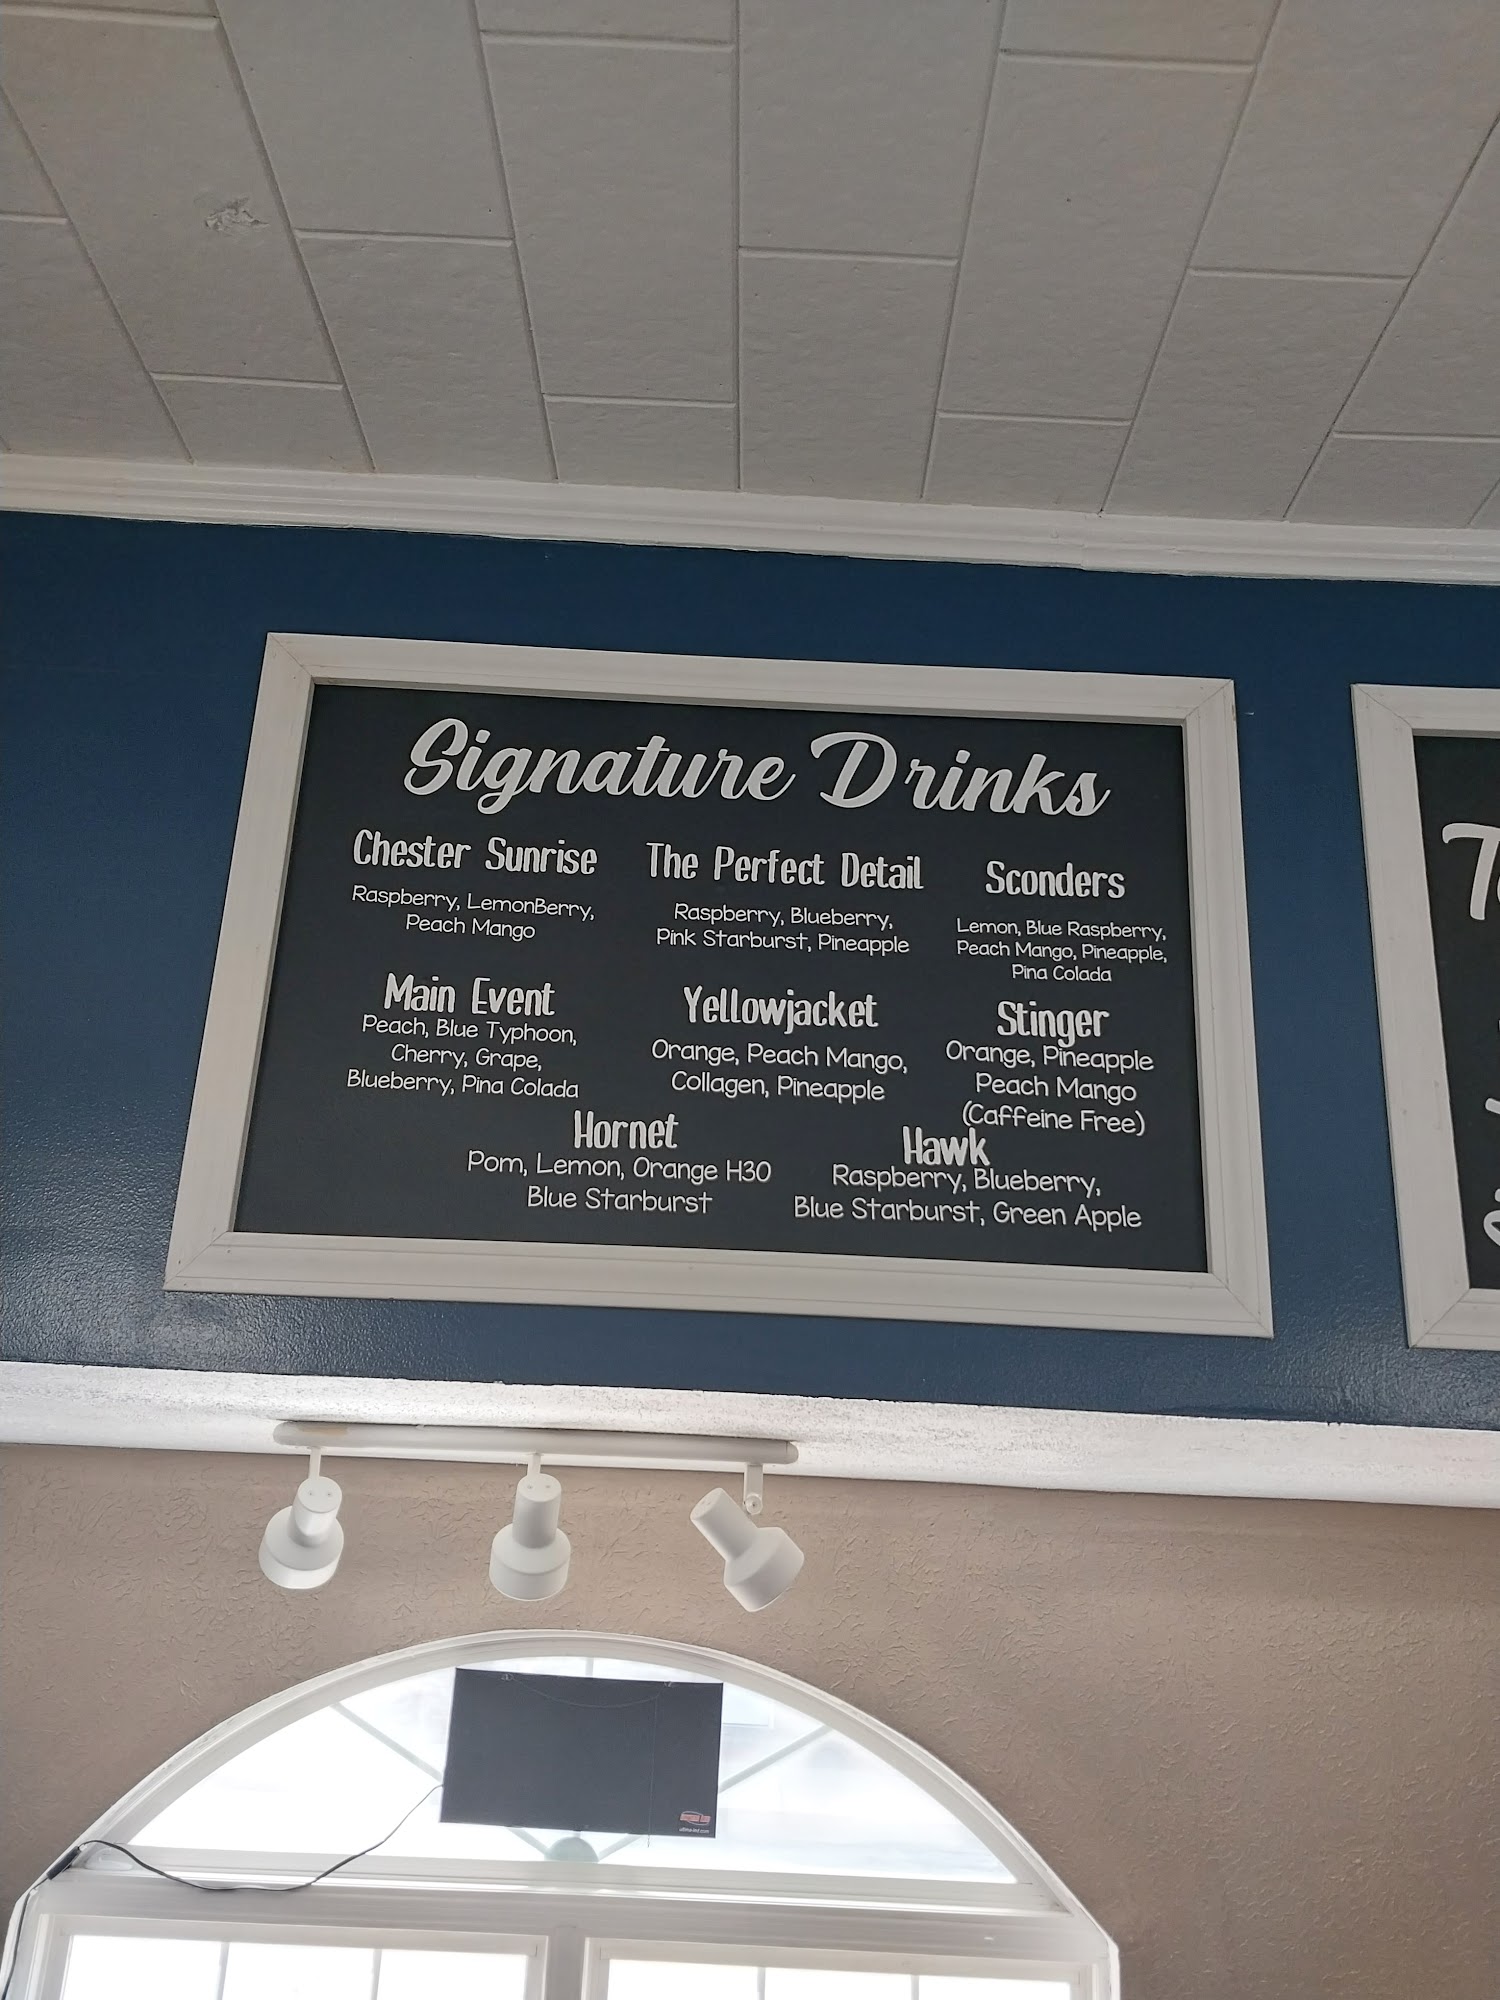 Signature Drinks
Chester Sunrise
Raspberry, LemonBerry,
Peach Mango
The Perfect Detail
Raspberry, Blueberry,
Pink Starburst, Pineapple
Sconders
Lemon, Blue Raspberry,
Peach Mango, Pineapple,
Pina Colada
Main Event
Peach, Blue Typhoon,
Cherry, Grape,
Blueberry, Pina Colada
Yellowjacket
Orange, Peach Mango,
Collagen, Pineapple
Stinger
Orange, Pineapple
Peach Mango
(Caffeine Free)
Hornet
Pom, Lemon, Orange H30
Blue Starburst
Hawk
Raspberry, Blueberry,
Blue Starburst, Green Apple